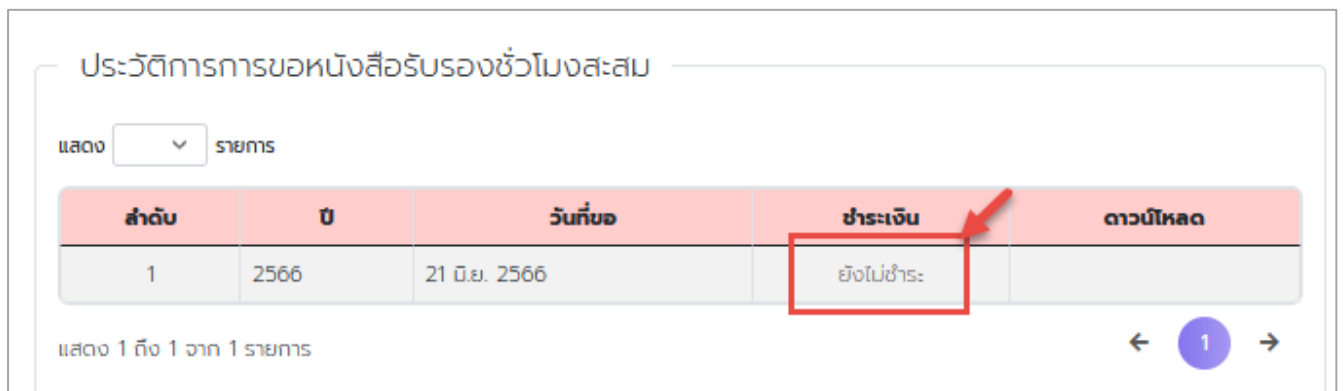 ประวัติการการขอหนังสือรับรองชั่วโมงสะสม
แสดง รายการ
ลำดับ ปี วันที่ขอ ชำระเงิน ดาวน์โหลด
1 2566 21 มิ.ย. 2566 ยังไม่ชำระ
แสดง 1 ถึง 1 จาก 1 รายการ ← 1 →